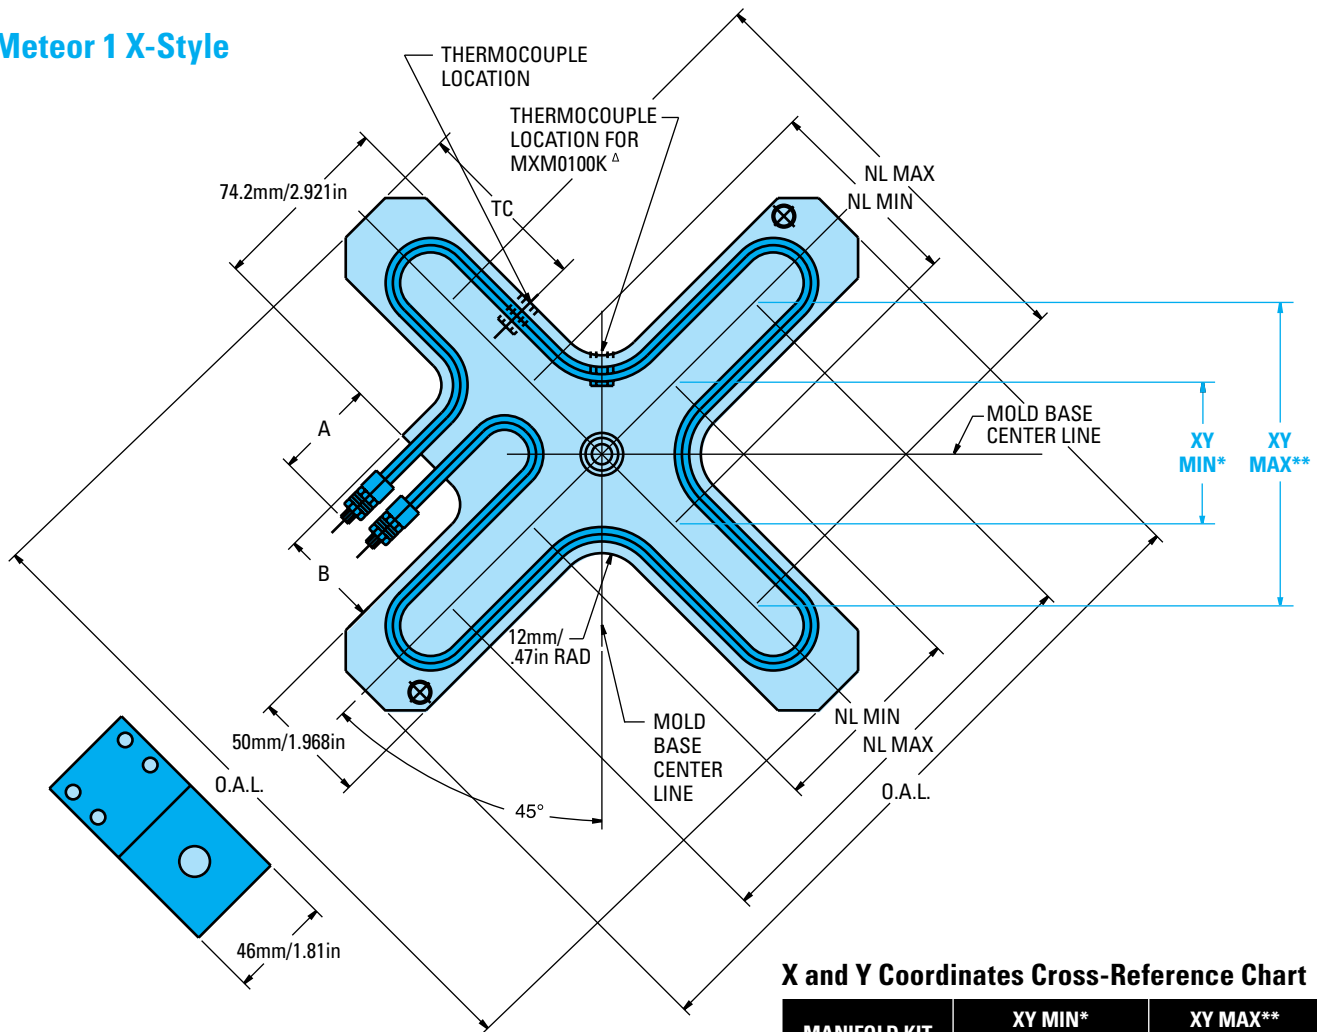 Meteor 1 X-Style
THERMOCOUPLE
LOCATION
THERMOCOUPLE
LOCATION FOR
MXM0100K Δ
NL MAX
NL MIN
74.2mm/2.921in
TC
A
MOLD BASE
CENTER LINE
XY
MIN*
XY
MAX**
B
12mm/
.47in RAD
50mm/1.968in
O.A.L.
45°
MOLD
BASE
CENTER
LINE
NL MIN
NL MAX
O.A.L.
46mm/1.81in
X and Y Coordinates Cross-Reference Chart
MANIFOLD KIT
XY MIN*
XY MAX**